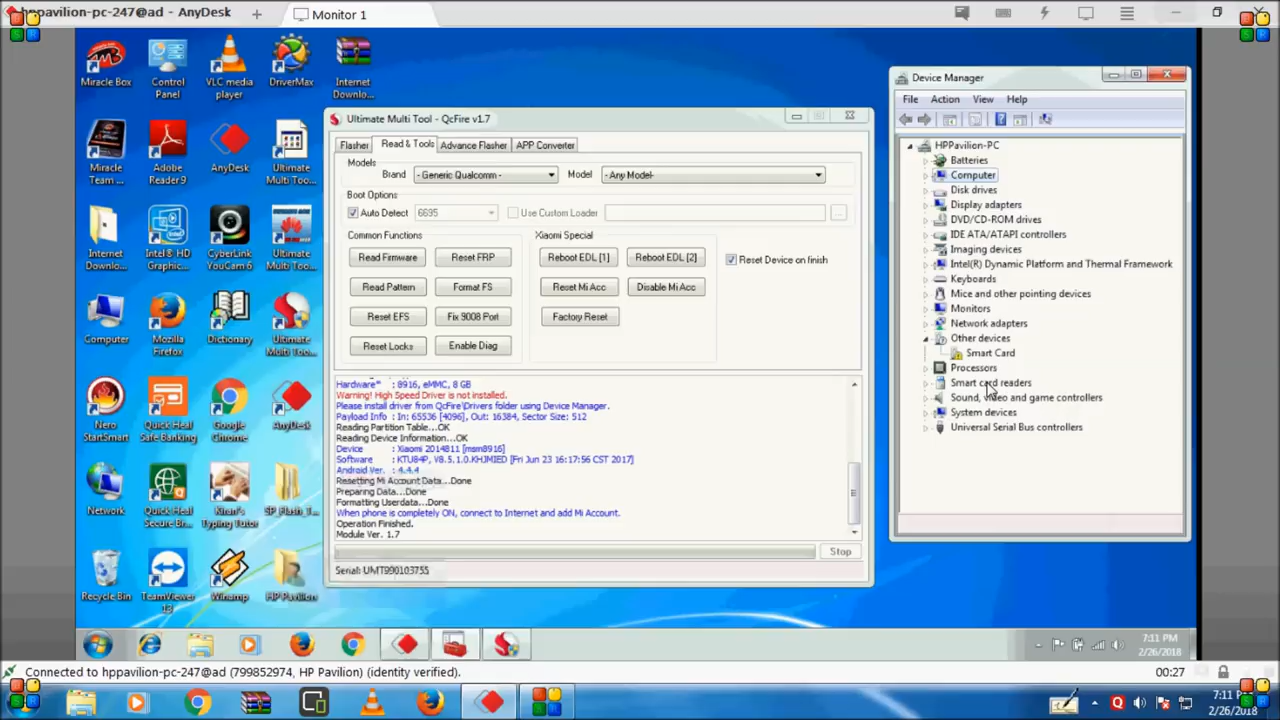 hppavilion-pc-247@ad - AnyDesk
Monitor 1
Miracle Box
Control
Panel
VLC media
player
DriverMax
Internet
Downlo...
Miracle
Team ...
Adobe
Reader 9
AnyDesk
Ultimate
Multi Too...
Internet
Downlo...
Intel® HD
Graphic...
CyberLink
YouCam 6
Ultimate
Multi Too...
Computer
Mozilla
Firefox
Dictionary
Ultimate
Multi Too...
Nero
StartSmart
Quick Heal
Safe Banking
Google
Chrome
AnyDesk
Network
Quick Heal
Secure Br...
Kiran's
Typing Tutor
SP_Flash_T...
Recycle Bin
TeamViewer
13
Winamp
HP Pavilion
Ultimate Multi Tool - QcFire v1.7
Flasher
Read & Tools
Advance Flasher
APP Converter
Models
Brand
- Generic Qualcomm -
Model
- Any Model-
Boot Options
Auto Detect
6695
Use Custom Loader
...
Common Functions
Xiaomi Special
Read Firmware
Reset FRP
Reboot EDL [1]
Reboot EDL [2]
Reset Device on finish
Read Pattern
Format FS
Reset Mi Acc
Disable Mi Acc
Reset EFS
Fix 9008 Port
Factory Reset
Reset Locks
Enable Diag
Hardware : 8916, eMMC, 8 GB
Warning! High Speed Driver is not installed.
Please install driver from QcFire\Drivers folder using Device Manager.
Payload Info : In: 65536 [4096], Out: 16384, Sector Size: 512
Reading Partition Table...OK
Reading Device Information...OK
Device : Xiaomi 2014811 [msm8916]
Software : KTU84P, V8.5.1.0.KHJMIED [Fri Jun 23 16:17:56 CST 2017]
Android Ver. : 4.4.4
Resetting Mi Account Data...Done
Preparing Data...Done
Formatting Userdata...Done
When phone is completely ON, connect to Internet and add Mi Account.
Operation Finished.
Module Ver. 1.7
Stop
Serial: UMT990103755
Device Manager
File
Action
View
Help
HPPavilion-PC
Batteries
Computer
Disk drives
Display adapters
DVD/CD-ROM drives
IDE ATA/ATAPI controllers
Imaging devices
Intel(R) Dynamic Platform and Thermal Framework
Keyboards
Mice and other pointing devices
Monitors
Network adapters
Other devices
Smart Card
Processors
Smart card readers
Sound, video and game controllers
System devices
Universal Serial Bus controllers
7:11 PM
2/26/2018
Connected to hppavilion-pc-247@ad (799852974, HP Pavilion) (identity verified).
00:27
7:11 PM
2/26/2018